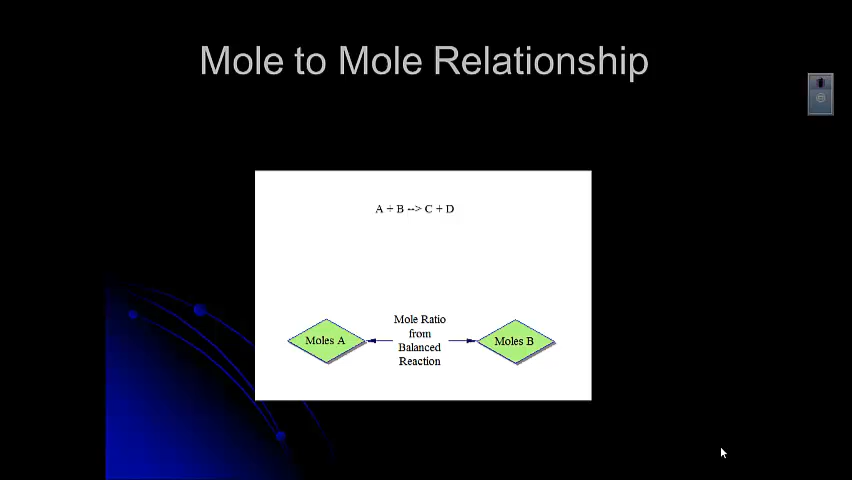 Mole to Mole Relationship
A + B --> C + D
Mole Ratio
from
Balanced
Reaction
Moles A
Moles B